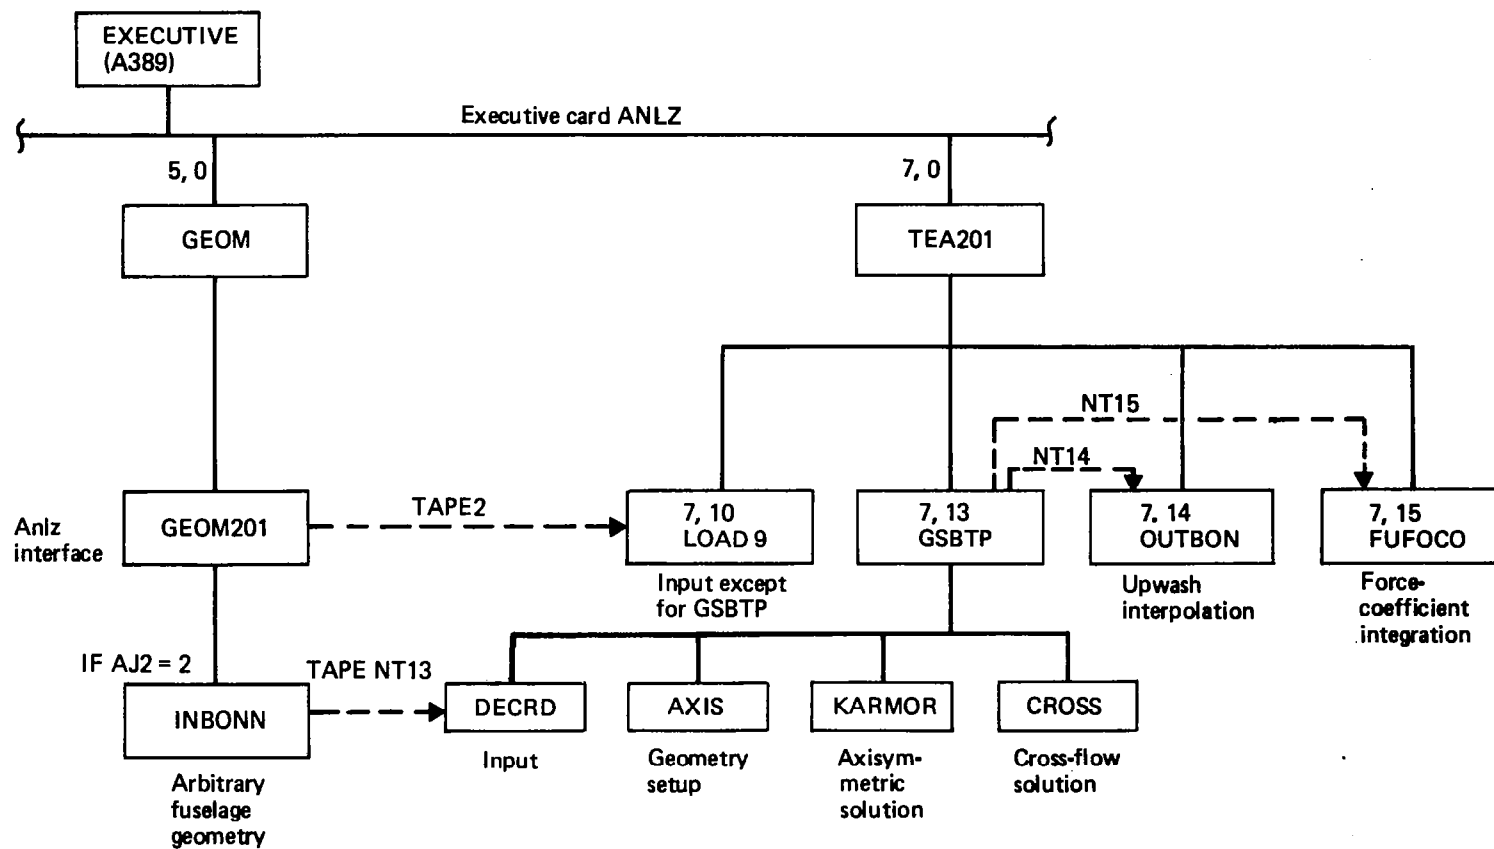 EXECUTIVE
(A389)
Executive card ANLZ
5, 0
7, 0
GEOM
TEA201
NT15
NT14
Anlz
interface
GEOM201
TAPE2
7, 10
LOAD 9
7, 13
GSBTP
7, 14
OUTBON
7, 15
FUFOCO
Input except
for GSBTP
Upwash
interpolation
Force-
coefficient
integration
IF AJ2 = 2
TAPE NT13
INBONN
DECRD
AXIS
KARMOR
CROSS
Arbitrary
fuselage
geometry
Input
Geometry
setup
Axisym-
metric
solution
Cross-flow
solution